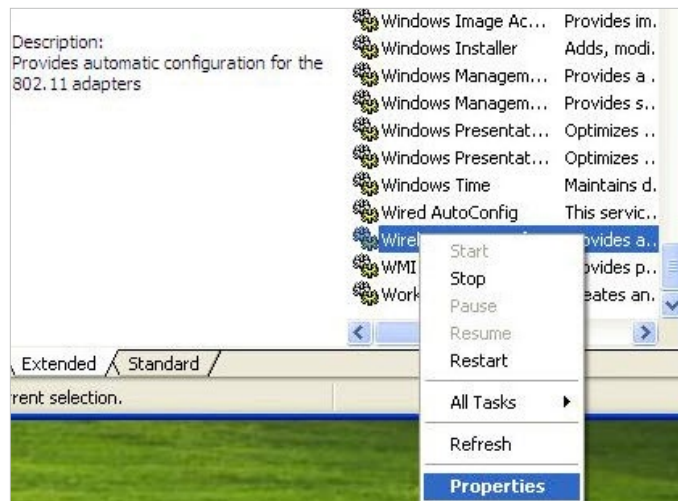 Description:
Provides automatic configuration for the
802.11 adapters
Windows Image Ac... Provides im.
Windows Installer Adds, modi.
Windows Managem... Provides a .
Windows Managem... Provides s..
Windows Presentat... Optimizes ..
Windows Presentat... Optimizes ..
Windows Time Maintains d.
Wired AutoConfig This servic..
Wirel ovides a..
WMI ovides p..
Work eates an.
Start
Stop
Pause
Resume
Restart
All Tasks
Refresh
Properties
Extended Standard
rrent selection.